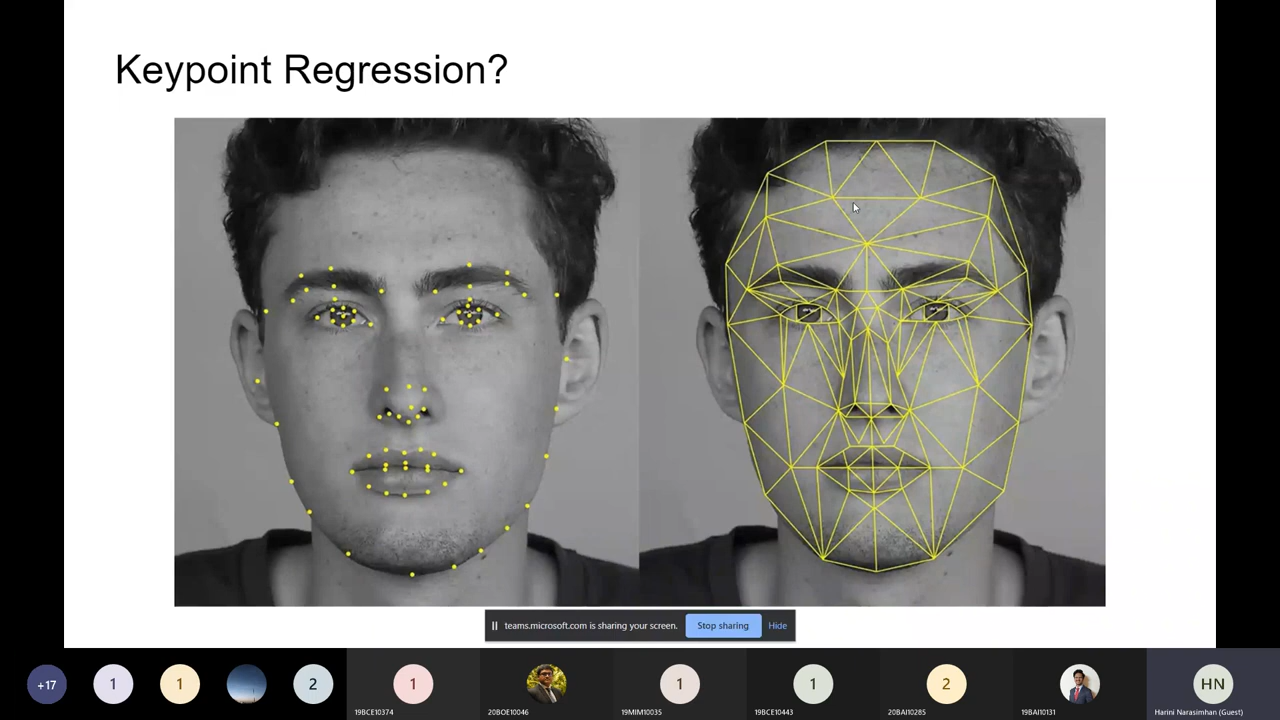 Keypoint Regression?
teams.microsoft.com is sharing your screen.
Stop sharing
Hide
+17
1
1
2
1
1
1
2
HN
19BCE10374
20BOE10046
19MIM10035
19BCE10443
20BAI10285
19BAI10131
Harini Narasimhan (Guest)